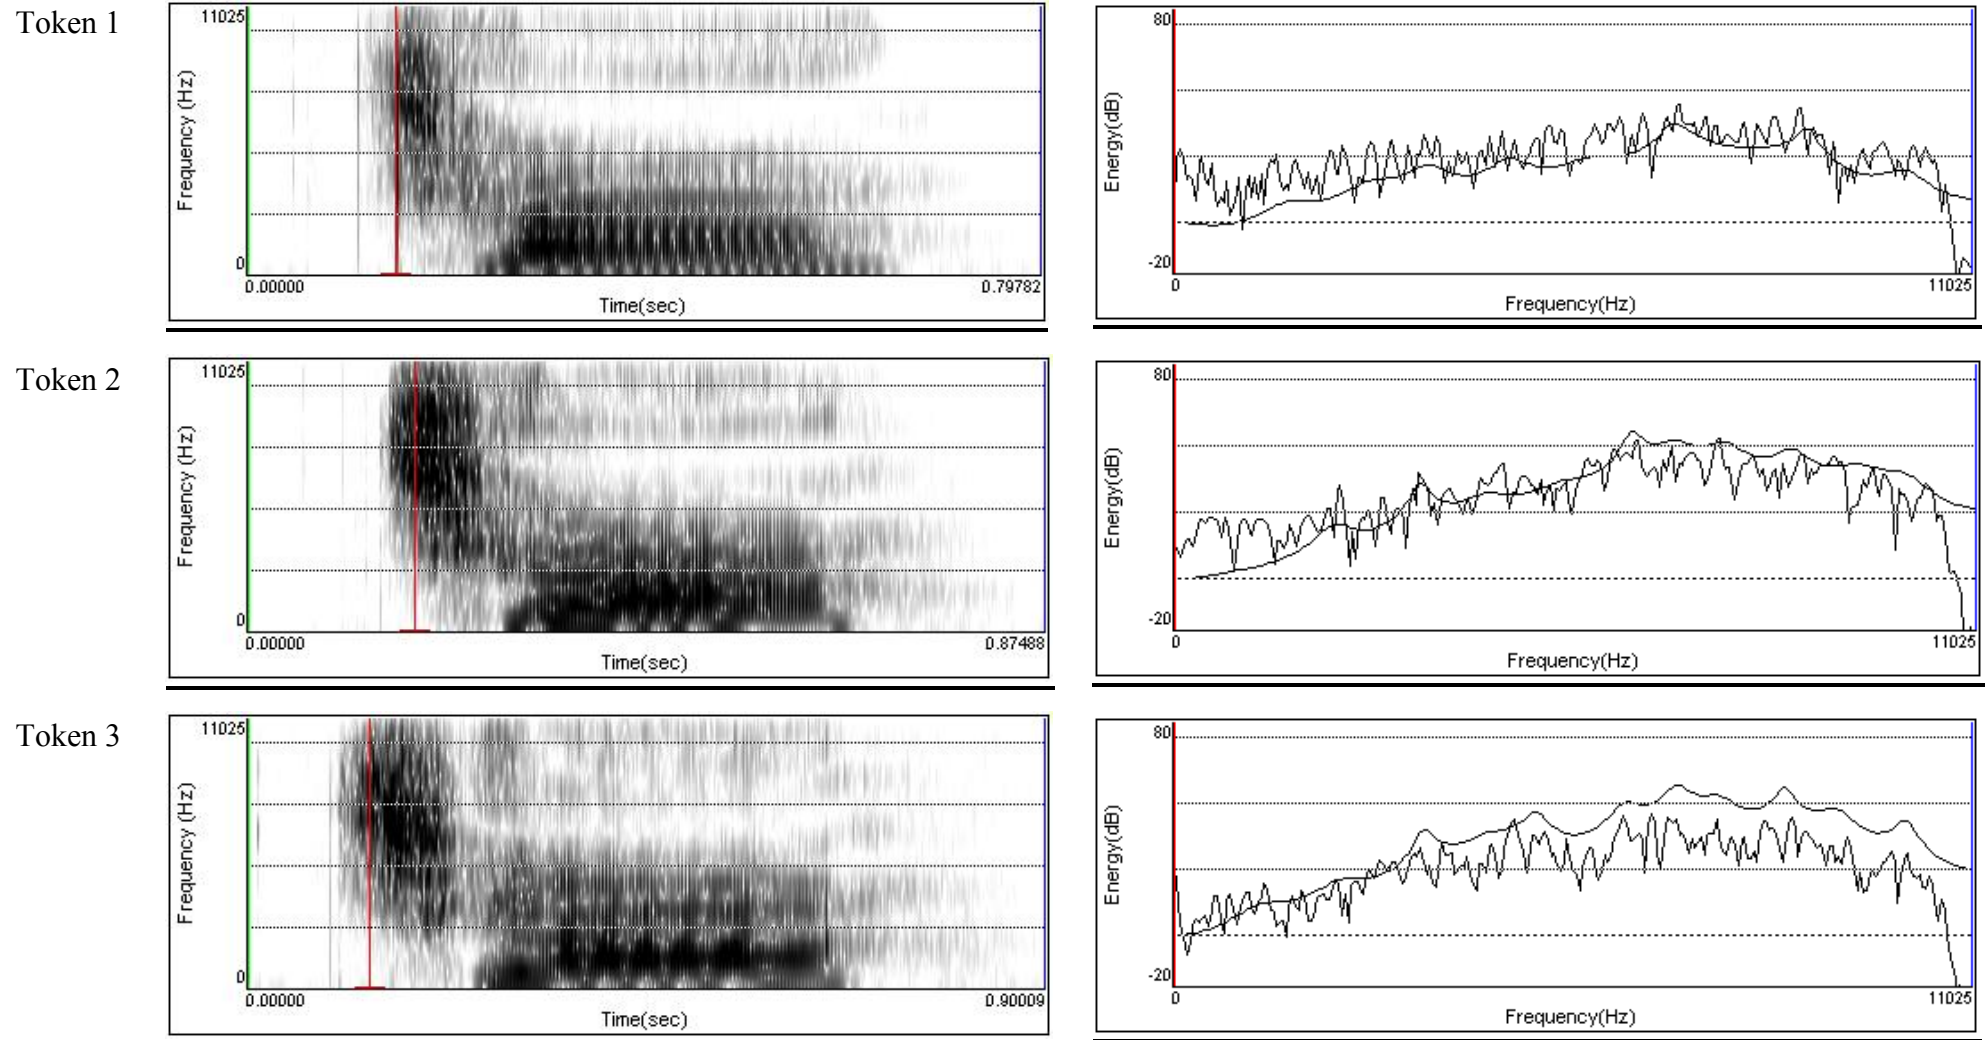 Token 1
11025
Frequency (Hz)
0
0.00000
0.79782
Time(sec)
80
Energy(dB)
-20
0
11025
Frequency(Hz)
Token 2
11025
Frequency (Hz)
0
0.00000
0.87488
Time(sec)
80
Energy(dB)
-20
0
11025
Frequency(Hz)
Token 3
11025
Frequency (Hz)
0
0.00000
0.90009
Time(sec)
80
Energy(dB)
-20
0
11025
Frequency(Hz)